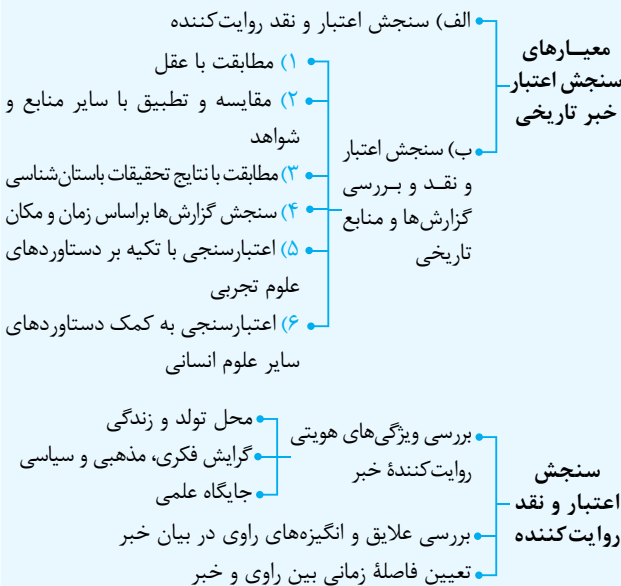 معیــارهای
سنجش اعتبار
خبر تاریخی
الف) سنجش اعتبار و نقد روایت‌کننده
ب) سنجش اعتبار
و نقـد و بـررسی
گزارش‌ها و منابع
تاریخی
۱) مطابقت با عقل
۲) مقایسه و تطبیق با سایر منابع و
شواهد
۳) مطابقت با نتایج تحقیقات باستان‌شناسی
۴) سنجش گزارش‌ها براساس زمان و مکان
۵) اعتبارسنجی با تکیه بر دستاوردهای
علوم تجربی
۶) اعتبارسنجی به کمک دستاوردهای
سایر علوم انسانی
سنجش
اعتبار و نقد
روایت‌کننده
بررسی ویژگی‌های هویتی
روایت‌کنندهٔ خبر
محل تولد و زندگی
گرایش فکری، مذهبی و سیاسی
جایگاه علمی
بررسی علایق و انگیزه‌های راوی در بیان خبر
تعیین فاصلهٔ زمانی بین راوی و خبر